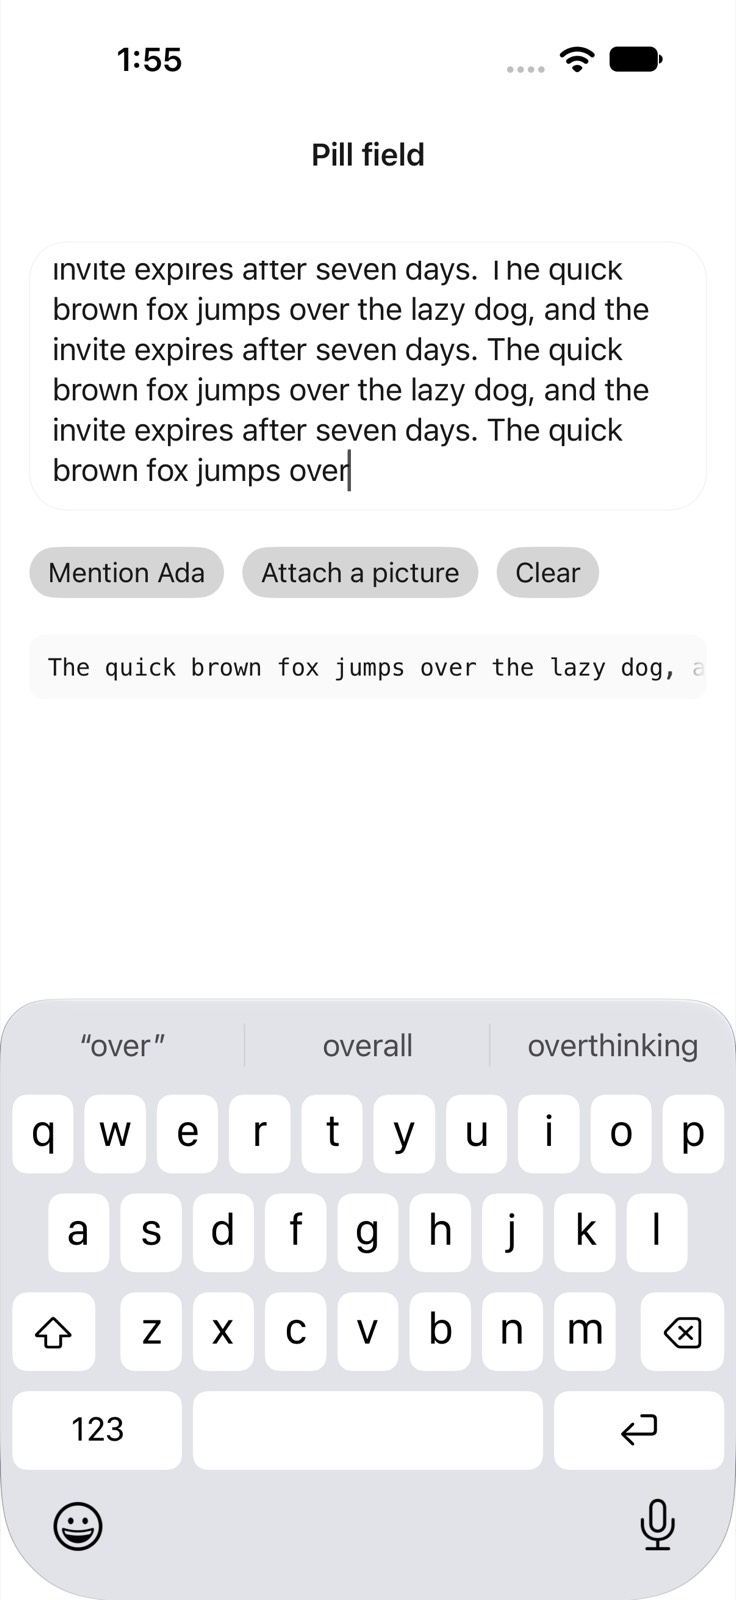 1:55
Pill field
invite expires after seven days. The quick
brown fox jumps over the lazy dog, and the
invite expires after seven days. The quick
brown fox jumps over the lazy dog, and the
invite expires after seven days. The quick
brown fox jumps over
Mention Ada Attach a picture Clear
The quick brown fox jumps over the lazy dog, a
“over” overall overthinking
q w e r t y u i o p
a s d f g h j k l
z x c v b n m
123